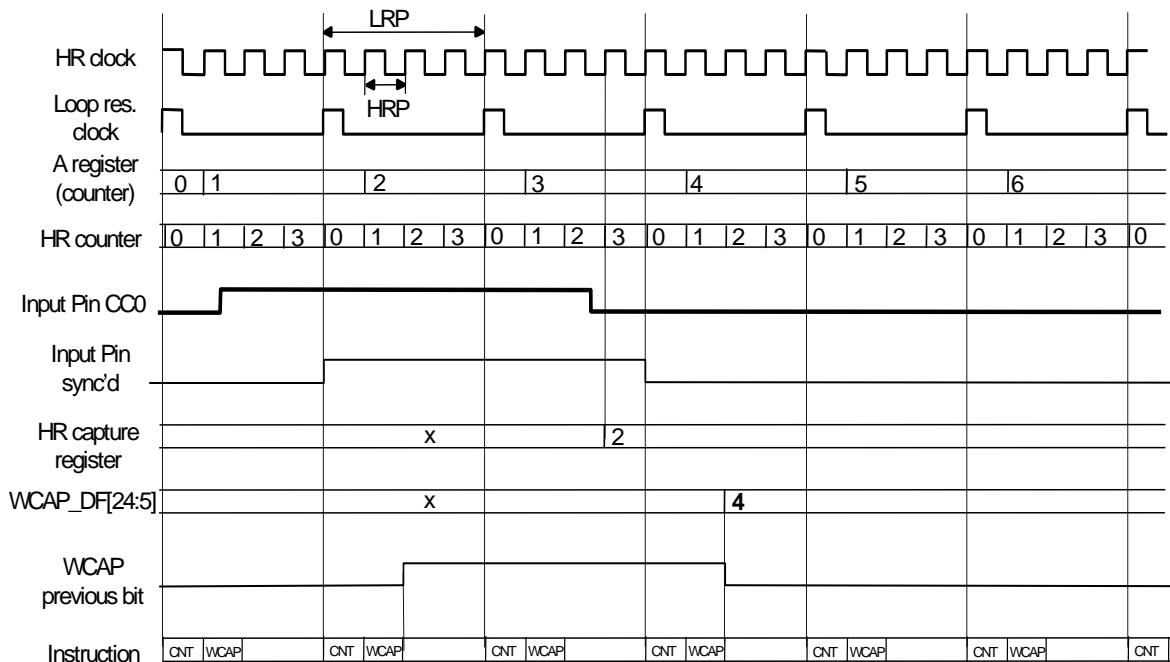 LRP
HR clock
HRP
Loop res.
clock
A register
(counter)
0 1 2 3 4 5 6
HR counter
0 1 2 3 0 1 2 3 0 1 2 3 0 1 2 3 0 1 2 3 0 1 2 3 0
Input Pin CC0
Input Pin
sync'd
HR capture
register
x 2
WCAP_DF[24:5]
x 4
WCAP
previous bit
Instruction
CNT WCAP CNT WCAP CNT WCAP CNT WCAP CNT WCAP CNT WCAP CNT